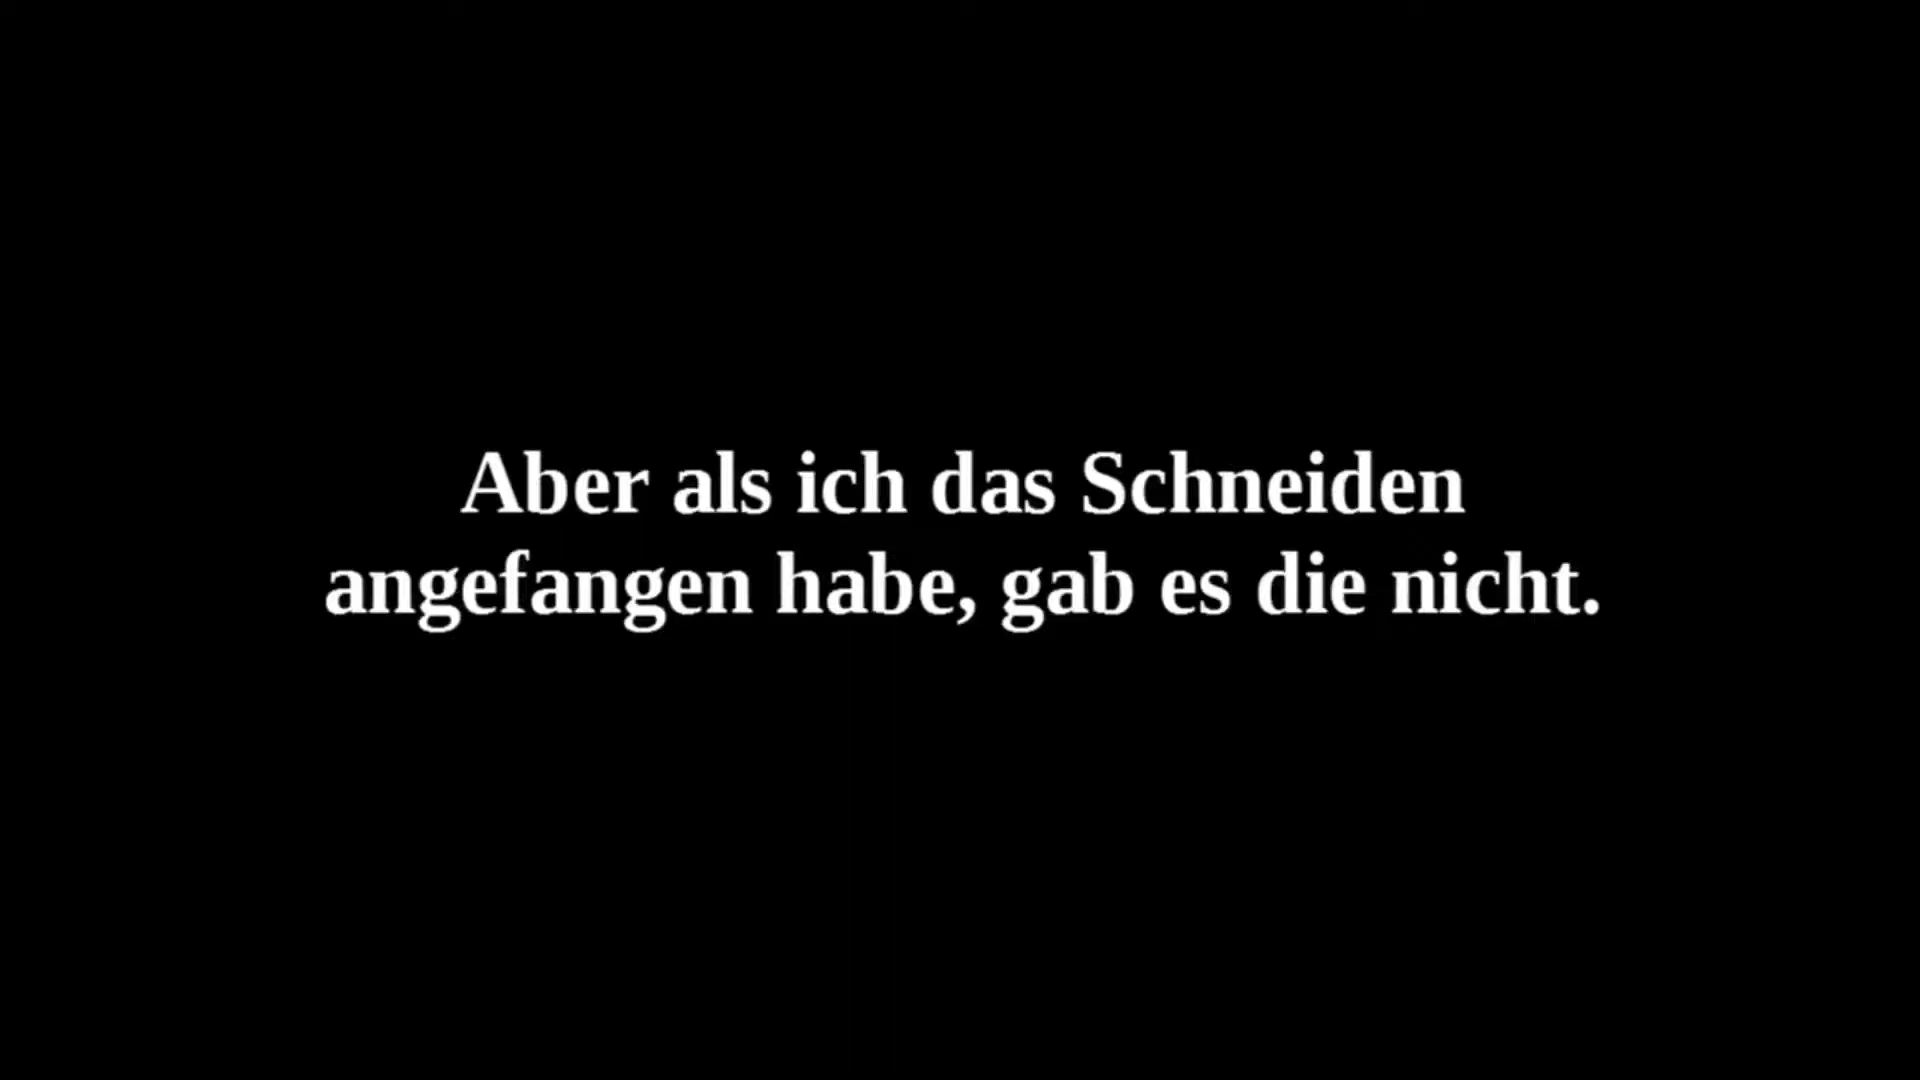 Aber als ich das Schneiden
angefangen habe, gab es die nicht.